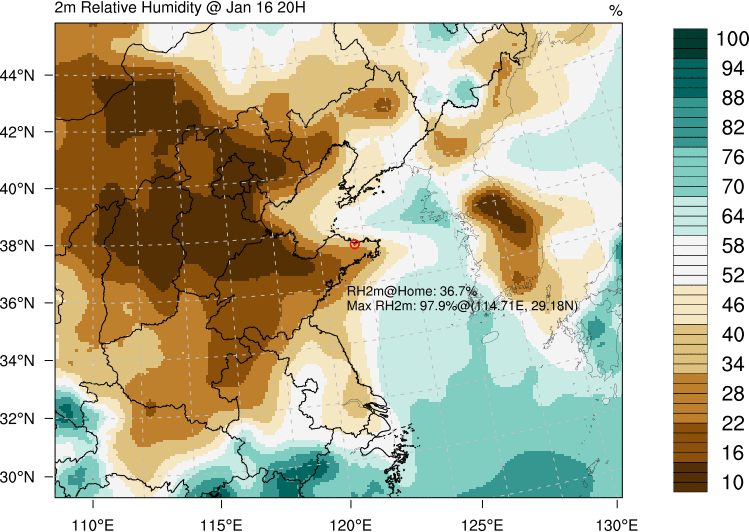 2m Relative Humidity @ Jan 16 20H
%
44°N
42°N
40°N
38°N
36°N
34°N
32°N
30°N
110°E
115°E
120°E
125°E
130°E
RH2m@Home: 36.7%
Max RH2m: 97.9%@(114.71E, 29.18N)
100
94
88
82
76
70
64
58
52
46
40
34
28
22
16
10